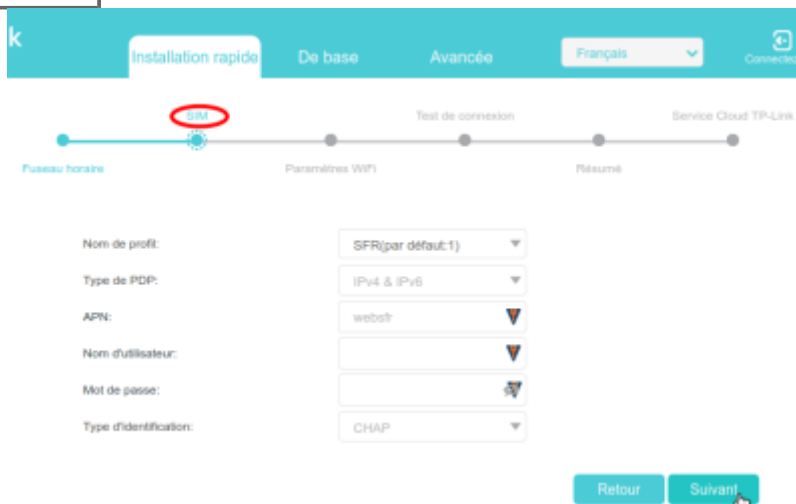 k
Installation rapide De base Avancée Français
SIM Test de connexion Service Cloud TP-Link
Fuseau horaire Paramètres WiFi Résumé
Nom de profit: SFR(par défaut:1)
Type de PDP: IPv4 & IPv6
APN: websfr
Nom d'utilisateur:
Mot de passe:
Type d'identification: CHAP
Retour Suivant